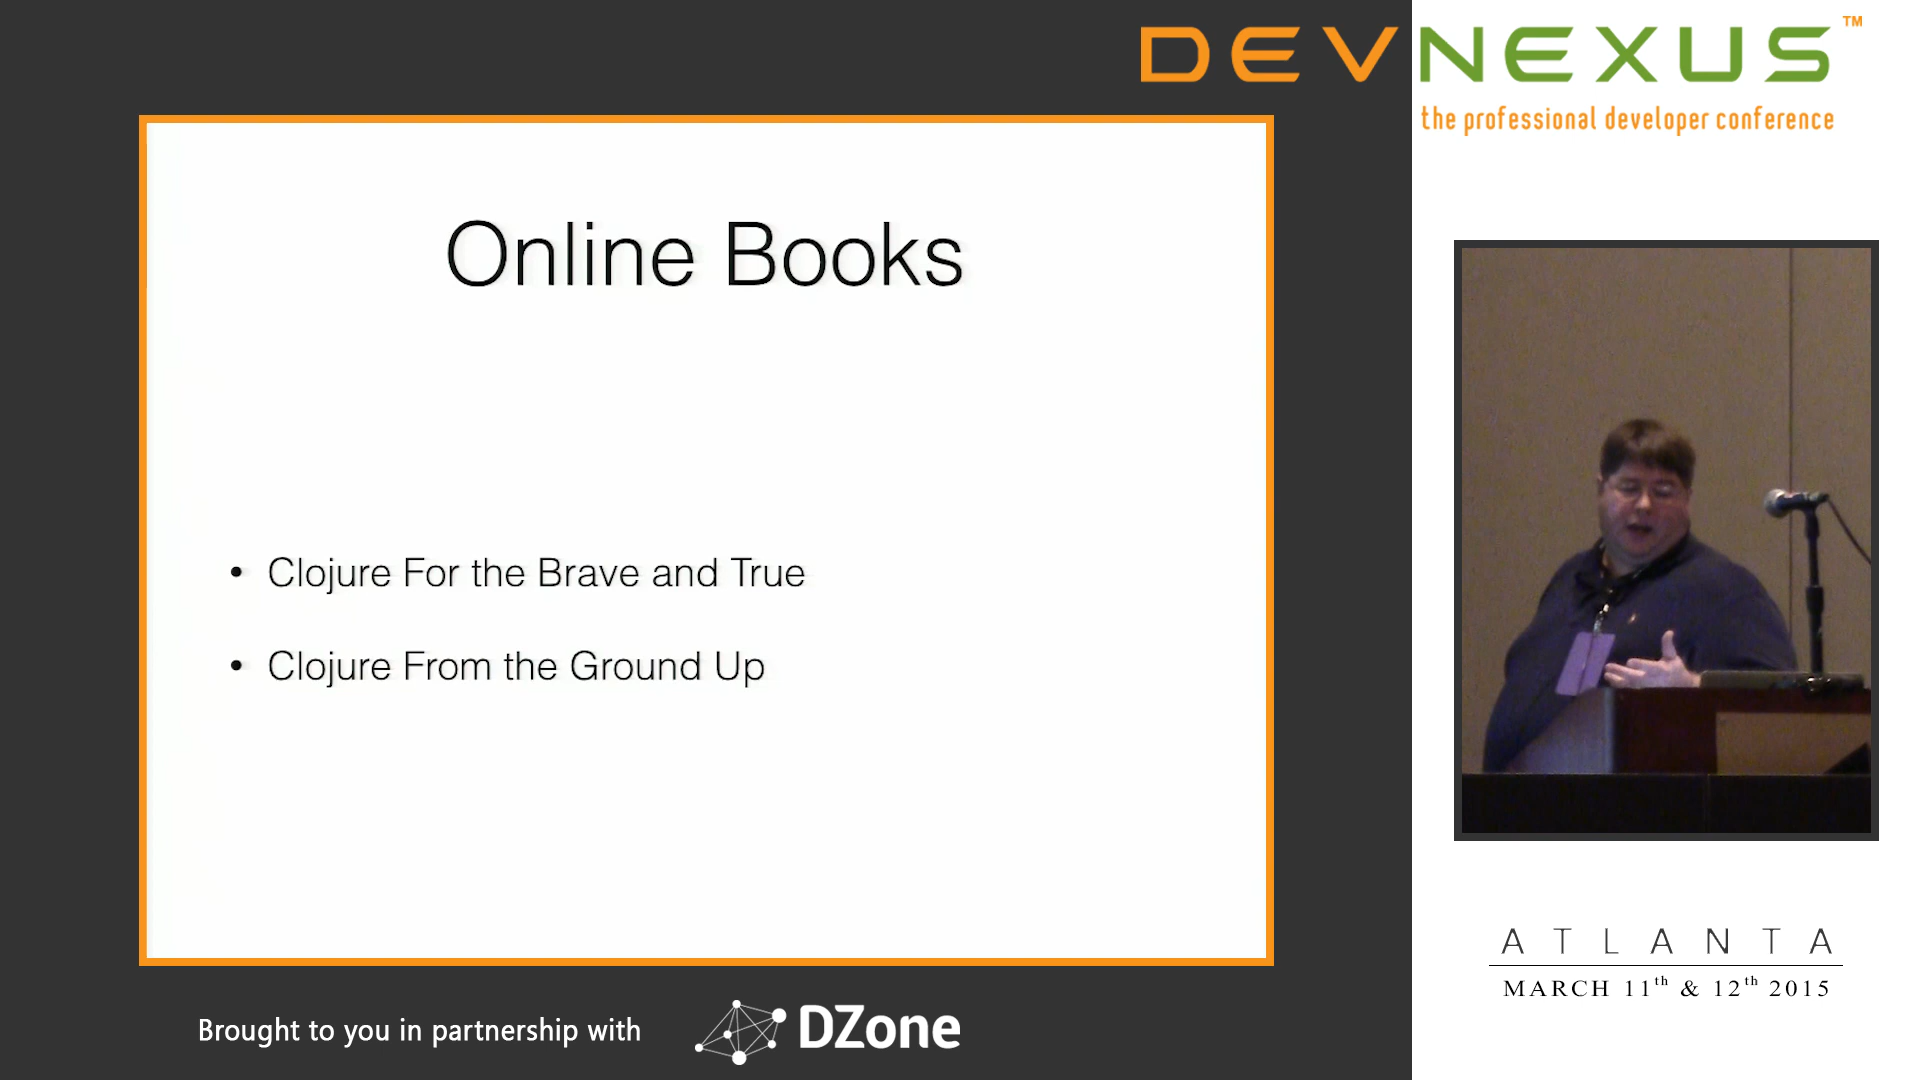 DEVNEXUS™
the professional developer conference
Online Books
• Clojure For the Brave and True
• Clojure From the Ground Up
ATLANTA
MARCH 11th & 12th 2015
Brought to you in partnership with DZone